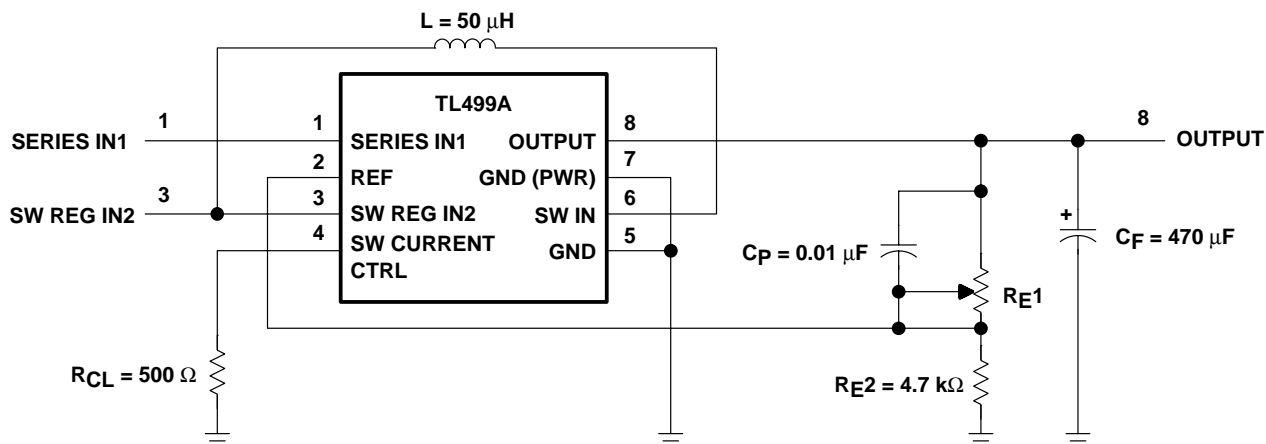 L = 50 μH
TL499A
SERIES IN1
1
1
SERIES IN1
OUTPUT
8
8
OUTPUT
2
REF
GND (PWR)
7
SW REG IN2
3
3
SW REG IN2
SW IN
6
4
SW CURRENT
CTRL
GND
5
CP = 0.01 μF
+
CF = 470 μF
RE1
RCL = 500 Ω
RE2 = 4.7 kΩ